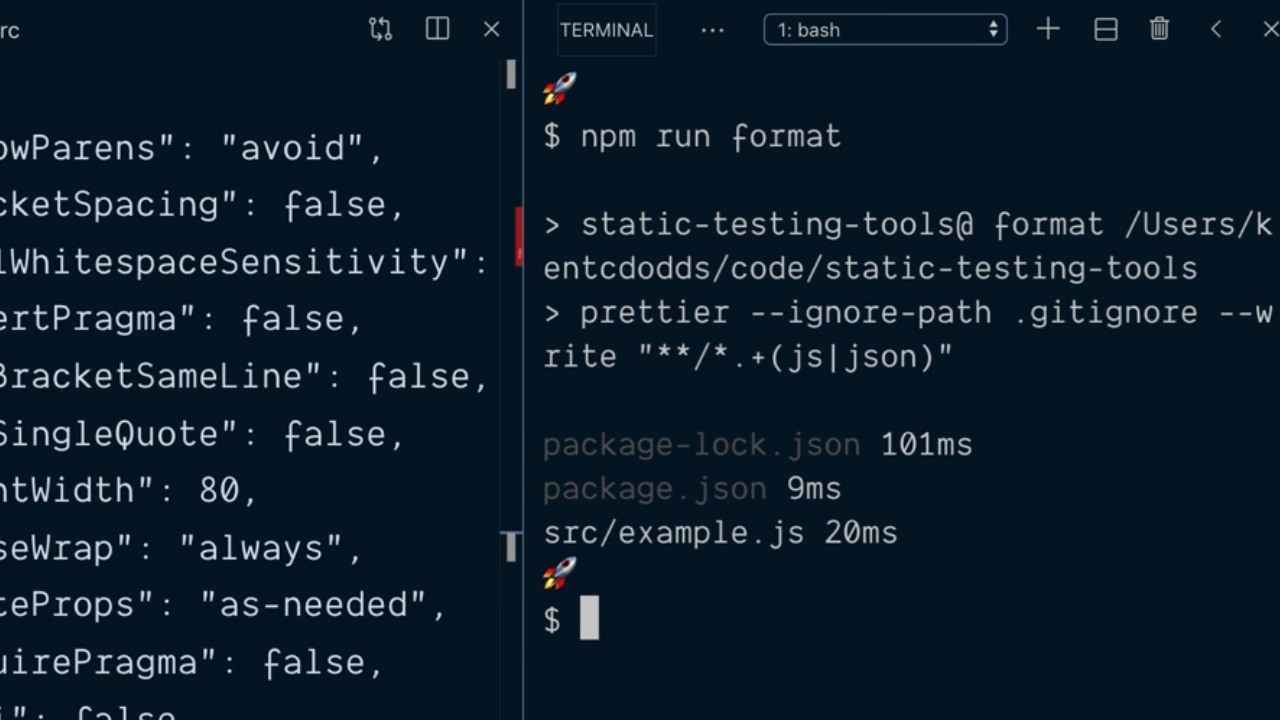 rc
TERMINAL
1: bash
owParens": "avoid",
cketSpacing": false,
lWhitespaceSensitivity":
ertPragma": false,
BracketSameLine": false,
SingleQuote": false,
ntWidth": 80,
seWrap": "always",
teProps": "as-needed",
uirePragma": false,
i": false
$ npm run format
> static-testing-tools@ format /Users/k
entcdodds/code/static-testing-tools
> prettier --ignore-path .gitignore --w
rite "**/*.+(js|json)"
package-lock.json 101ms
package.json 9ms
src/example.js 20ms
$